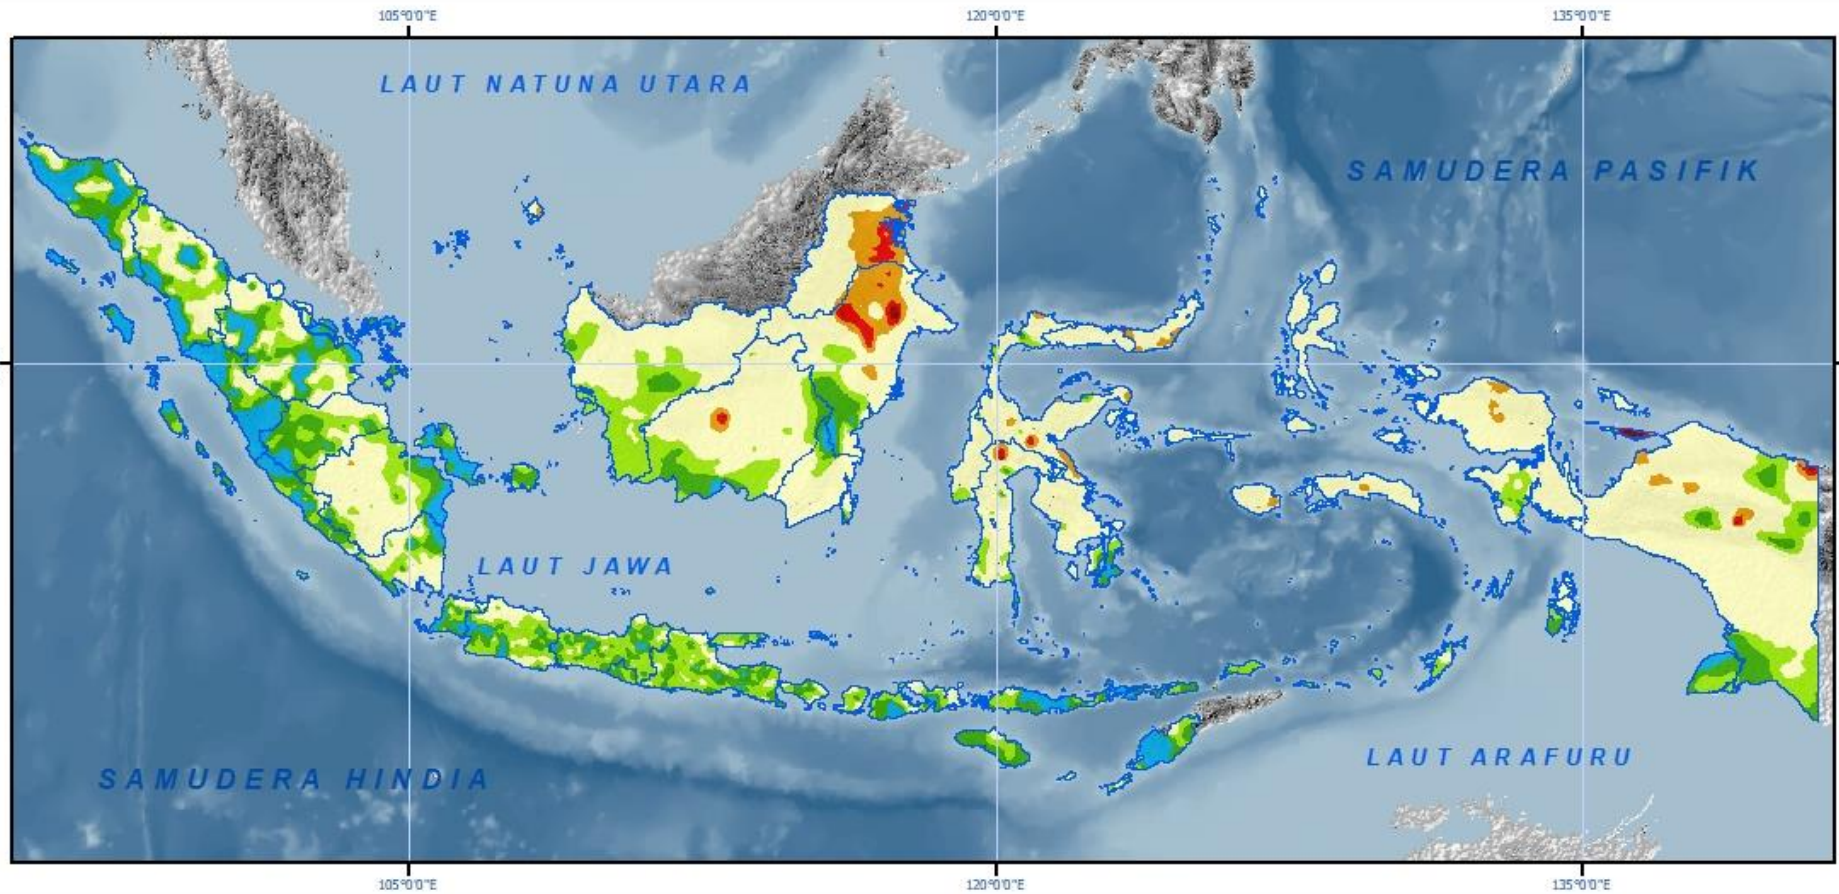 105°0'0"E 120°0'0"E 135°0'0"E
LAUT NATUNA UTARA
SAMUDERA PASIFIK
LAUT JAWA
LAUT ARAFURU
SAMUDERA HINDIA
105°0'0"E 120°0'0"E 135°0'0"E